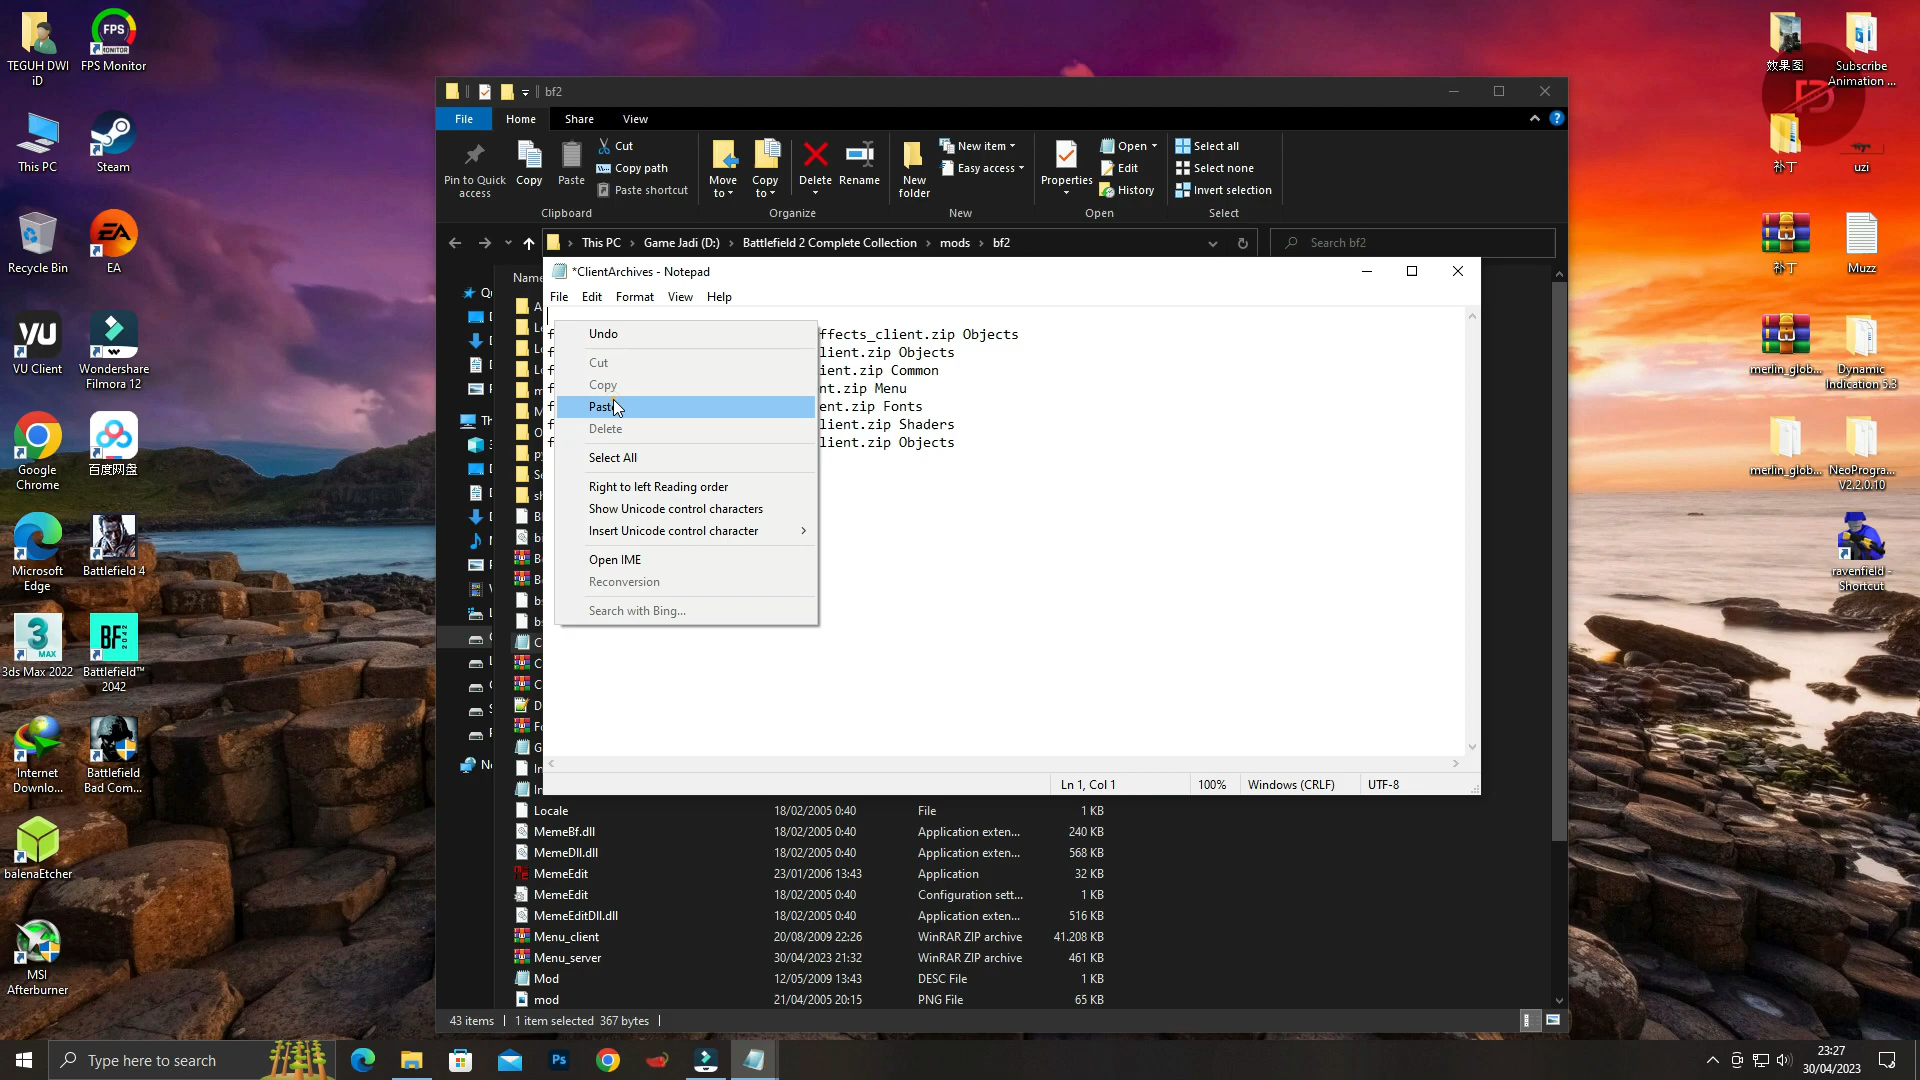 TEGUH DWI
iD
FPS
MONITOR
FPS Monitor
This PC
Steam
Recycle Bin
EA
EA
VU
VU Client
Wondershare
Filmora 12
Google
Chrome
百度网盘
Microsoft
Edge
Battlefield 4
3
MAX
3ds Max 2022
BF
2042
Battlefield™
2042
Internet
Downlo...
Battlefield
Bad Com...
balenaEtcher
MSI
Afterburner
bf2
File
Home
Share
View
Pin to Quick
access
Copy
Paste
Cut
Copy path
Paste shortcut
Clipboard
Move
to
Copy
to
Delete
Rename
Organize
New
folder
New item
Easy access
New
Properties
Open
Edit
History
Open
Select all
Select none
Invert selection
Select
This PC
Game Jadi (D:)
Battlefield 2 Complete Collection
mods
bf2
Search bf2
*ClientArchives - Notepad
File
Edit
Format
View
Help
ffects_client.zip Objects
lient.zip Objects
ient.zip Common
nt.zip Menu
ent.zip Fonts
lient.zip Shaders
lient.zip Objects
Undo
Cut
Copy
Paste
Delete
Select All
Right to left Reading order
Show Unicode control characters
Insert Unicode control character
Open IME
Reconversion
Search with Bing...
Ln 1, Col 1
100%
Windows (CRLF)
UTF-8
Locale 18/02/2005 0:40 File 1 KB
MemeBf.dll 18/02/2005 0:40 Application exten... 240 KB
MemeDll.dll 18/02/2005 0:40 Application exten... 568 KB
MemeEdit 23/01/2006 13:43 Application 32 KB
MemeEdit 18/02/2005 0:40 Configuration sett... 1 KB
MemeEditDll.dll 18/02/2005 0:40 Application exten... 516 KB
Menu_client 20/08/2009 22:26 WinRAR ZIP archive 41.208 KB
Menu_server 30/04/2023 21:32 WinRAR ZIP archive 461 KB
Mod 12/05/2009 13:43 DESC File 1 KB
mod 21/04/2005 20:15 PNG File 65 KB
43 items
1 item selected 367 bytes
效果图
Subscribe
Animation ...
补丁
uzi
补丁
Muzz
merlin_glob...
Dynamic
Indication 5.3
merlin_glob...
NeoProgra...
V2.2.0.10
ravenfield -
Shortcut
Type here to search
Ps
23:27
30/04/2023